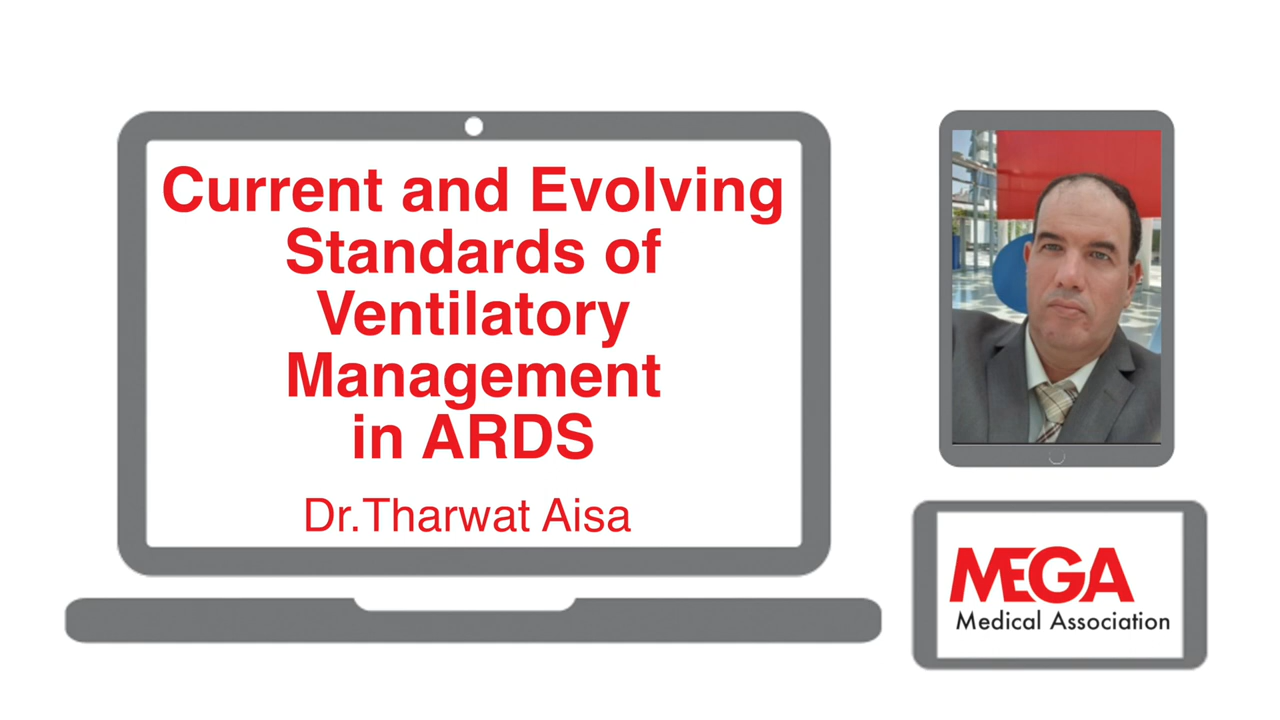 Current and Evolving
Standards of
Ventilatory
Management
in ARDS
Dr.Tharwat Aisa
MEGA
Medical Association